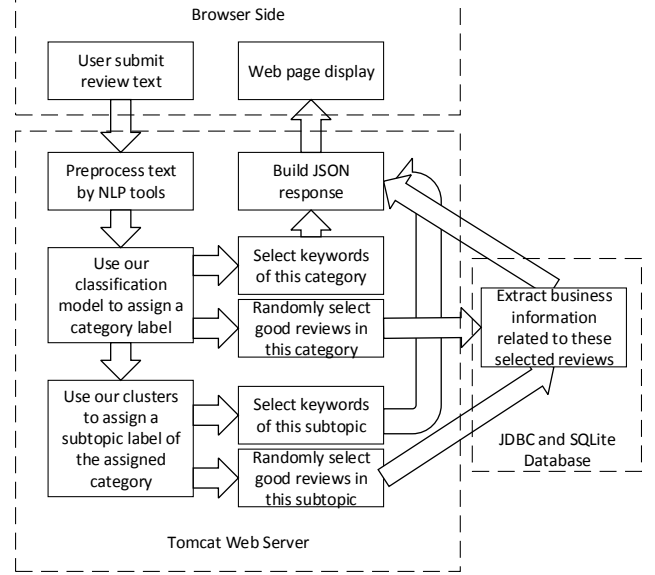 Browser Side
User submit
review text
Web page display
Preprocess text
by NLP tools
Build JSON
response
Use our
classification
model to assign a
category label
Select keywords
of this category
Randomly select
good reviews in
this category
Extract business
information
related to these
selected reviews
Use our clusters
to assign a
subtopic label of
the assigned
category
Select keywords
of this subtopic
Randomly select
good reviews in
this subtopic
JDBC and SQLite
Database
Tomcat Web Server